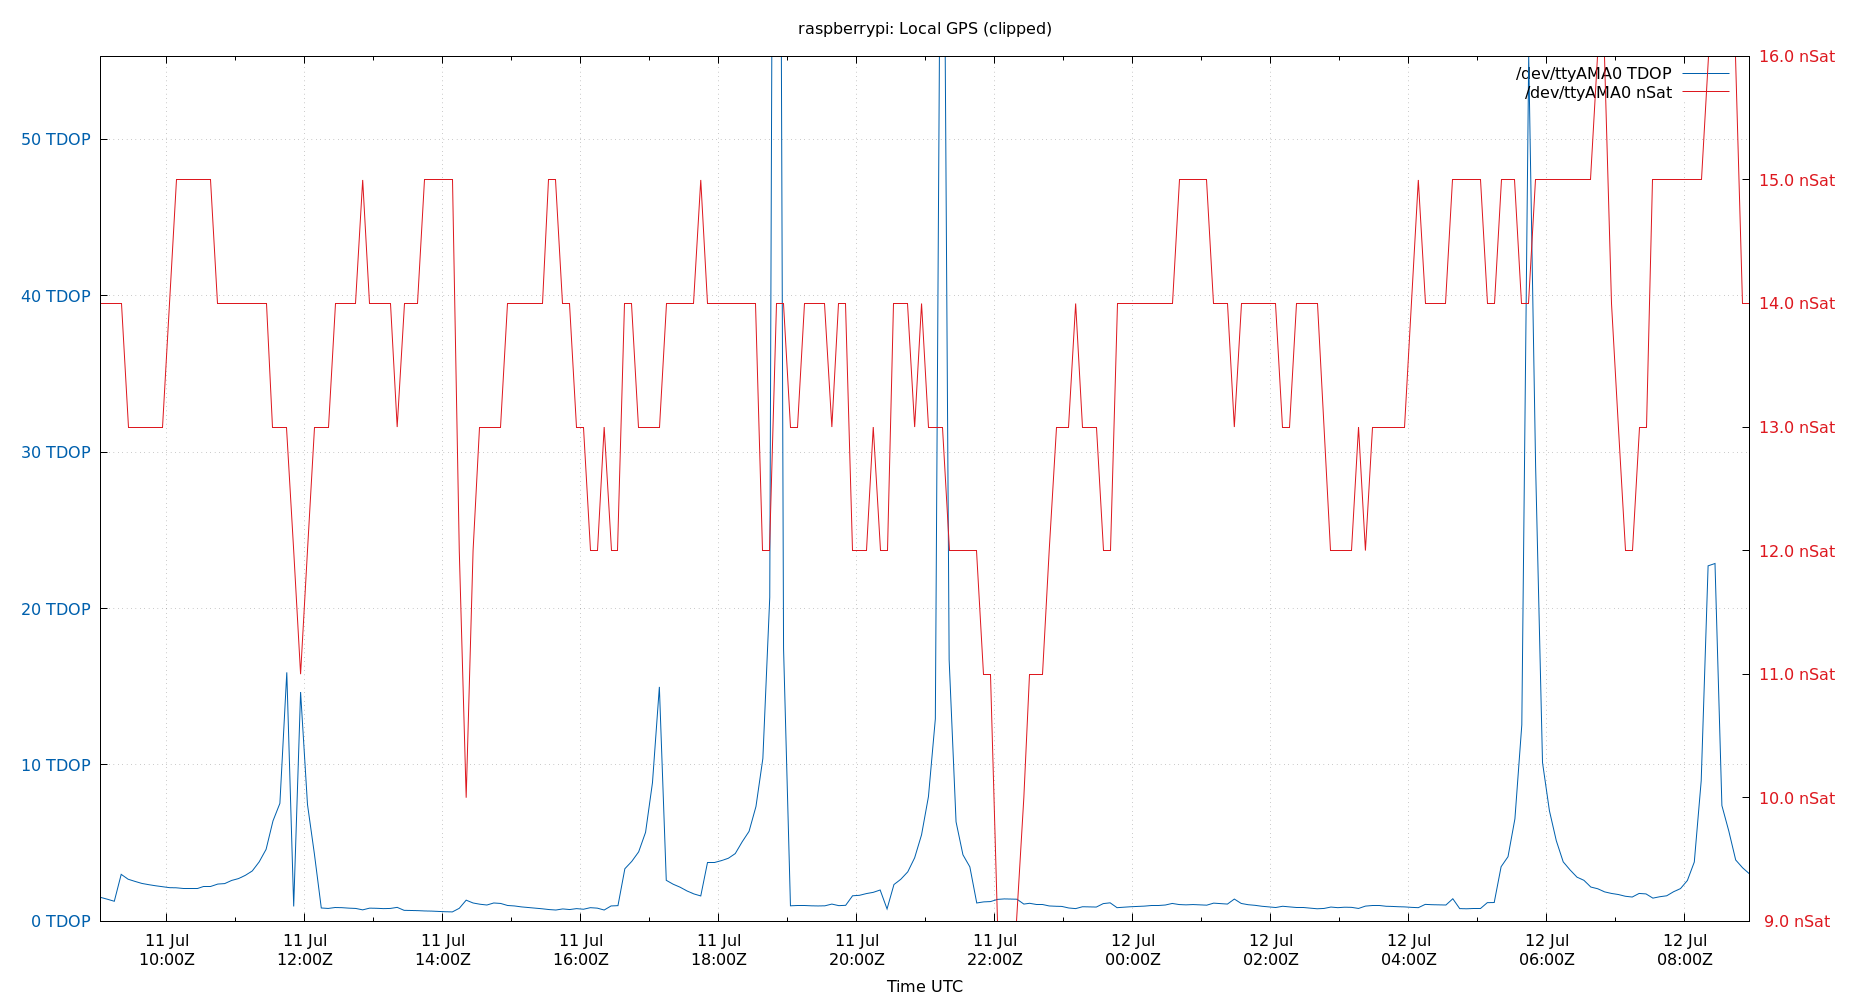 raspberrypi: Local GPS (clipped)
16.0 nSat
/dev/ttyAMA0 TDOP
/dev/ttyAMA0 nSat
50 TDOP
15.0 nSat
40 TDOP
14.0 nSat
30 TDOP
13.0 nSat
12.0 nSat
20 TDOP
11.0 nSat
10 TDOP
10.0 nSat
0 TDOP
9.0 nSat
11 Jul 11 Jul 11 Jul 11 Jul 11 Jul 11 Jul 11 Jul 12 Jul 12 Jul 12 Jul 12 Jul 12 Jul
10:00Z 12:00Z 14:00Z 16:00Z 18:00Z 20:00Z 22:00Z 00:00Z 02:00Z 04:00Z 06:00Z 08:00Z
Time UTC